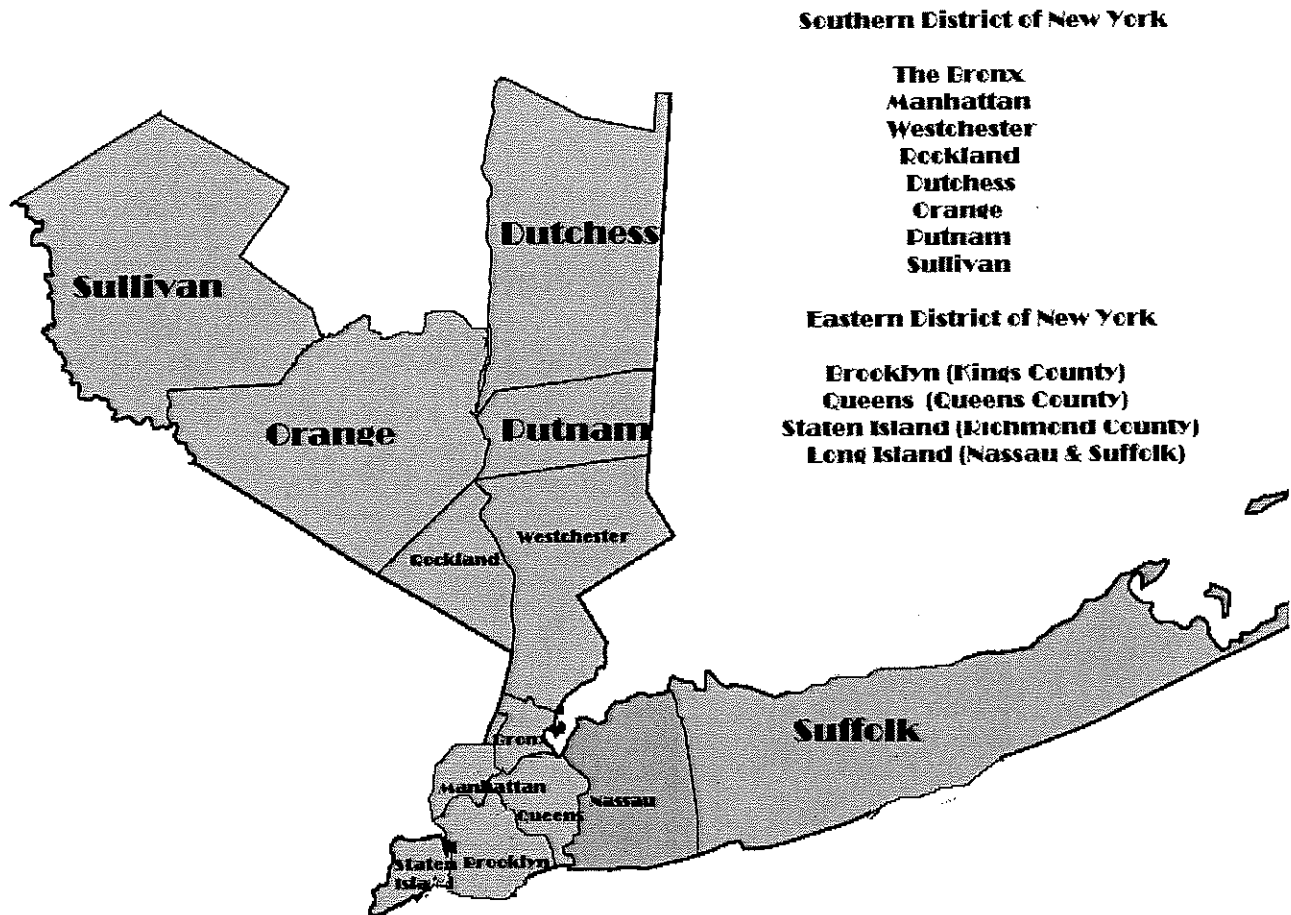 Southern District of New York
The Bronx
Manhattan
Westchester
Rockland
Dutchess
Orange
Putnam
Sullivan
Eastern District of New York
Brooklyn (Kings County)
Queens (Queens County)
Staten Island (Richmond County)
Long Island (Nassau & Suffolk)
Dutchess
Sullivan
Orange
Putnam
Westchester
Rockland
Suffolk
Bronx
Manhattan
Nassau
Queens
Staten
Island
Brooklyn